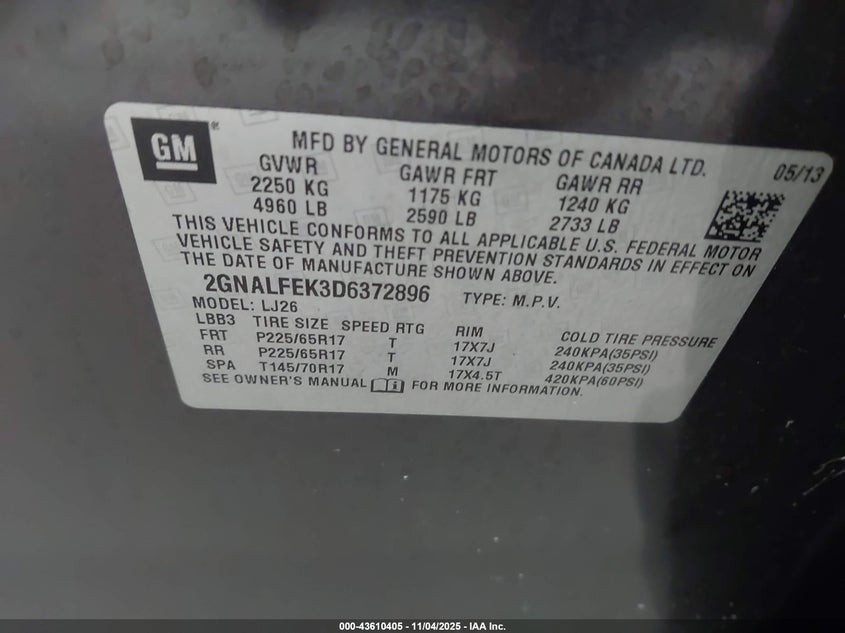 GM®
MFD BY GENERAL MOTORS OF CANADA LTD. 05/13
GVWR GAWR FRT GAWR RR
2250 KG 1175 KG 1240 KG
4960 LB 2590 LB 2733 LB
THIS VEHICLE CONFORMS TO ALL APPLICABLE U.S. FEDERAL MOTOR
VEHICLE SAFETY AND THEFT PREVENTION STANDARDS IN EFFECT ON
THE DATE OF MANUFACTURE SHOWN ABOVE.
2GNALFEK3D6372896 TYPE: M.P.V.
MODEL: LJ26
LBB3 TIRE SIZE SPEED RTG RIM COLD TIRE PRESSURE
FRT P225/65R17 T 17X7J 240KPA(35PSI)
RR P225/65R17 T 17X7J 240KPA(35PSI)
SPA T145/70R17 M 17X4.5T 420KPA(60PSI)
SEE OWNER'S MANUAL FOR MORE INFORMATION.
000-43610405 - 11/04/2025 - IAA Inc.